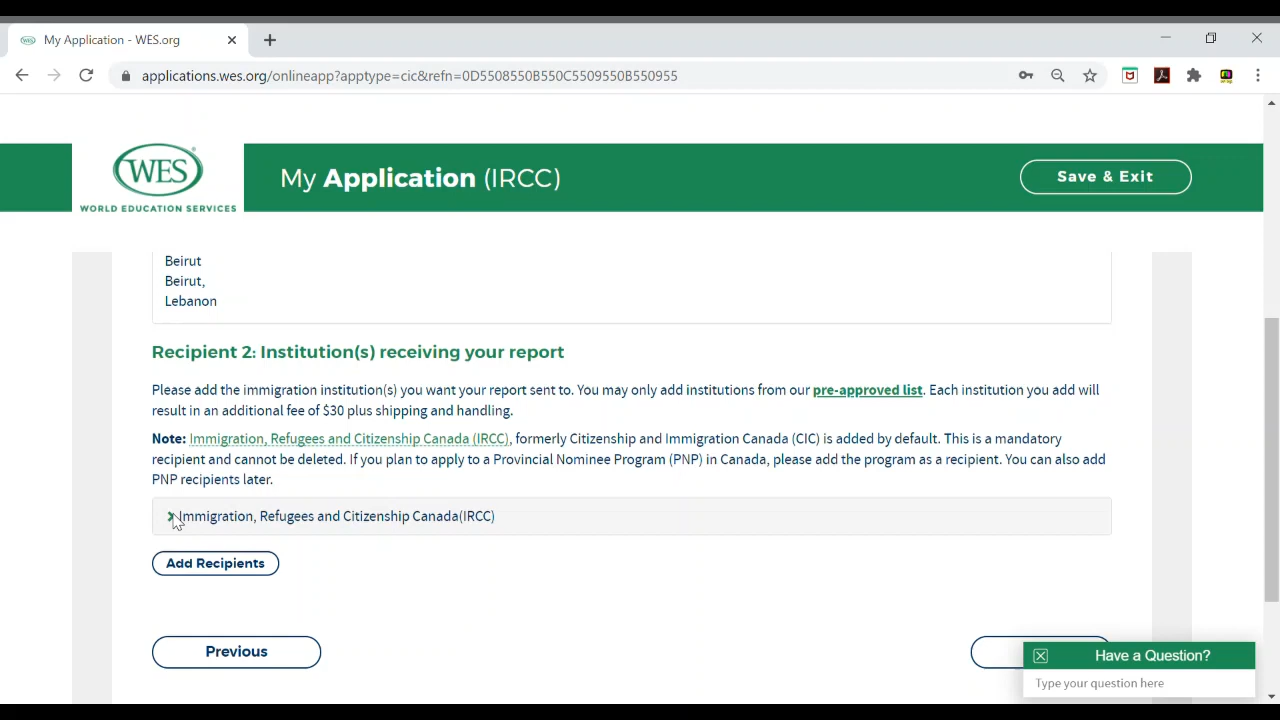 My Application - WES.org
applications.wes.org/onlineapp?apptype=cic&refn=0D5508550B550C5509550B550955
WES
WORLD EDUCATION SERVICES
My Application (IRCC)
Save & Exit
Beirut
Beirut,
Lebanon
Recipient 2: Institution(s) receiving your report
Please add the immigration institution(s) you want your report sent to. You may only add institutions from our pre-approved list. Each institution you add will
result in an additional fee of $30 plus shipping and handling.
Note: Immigration, Refugees and Citizenship Canada (IRCC), formerly Citizenship and Immigration Canada (CIC) is added by default. This is a mandatory
recipient and cannot be deleted. If you plan to apply to a Provincial Nominee Program (PNP) in Canada, please add the program as a recipient. You can also add
PNP recipients later.
Immigration, Refugees and Citizenship Canada(IRCC)
Add Recipients
Previous
Have a Question?
Type your question here